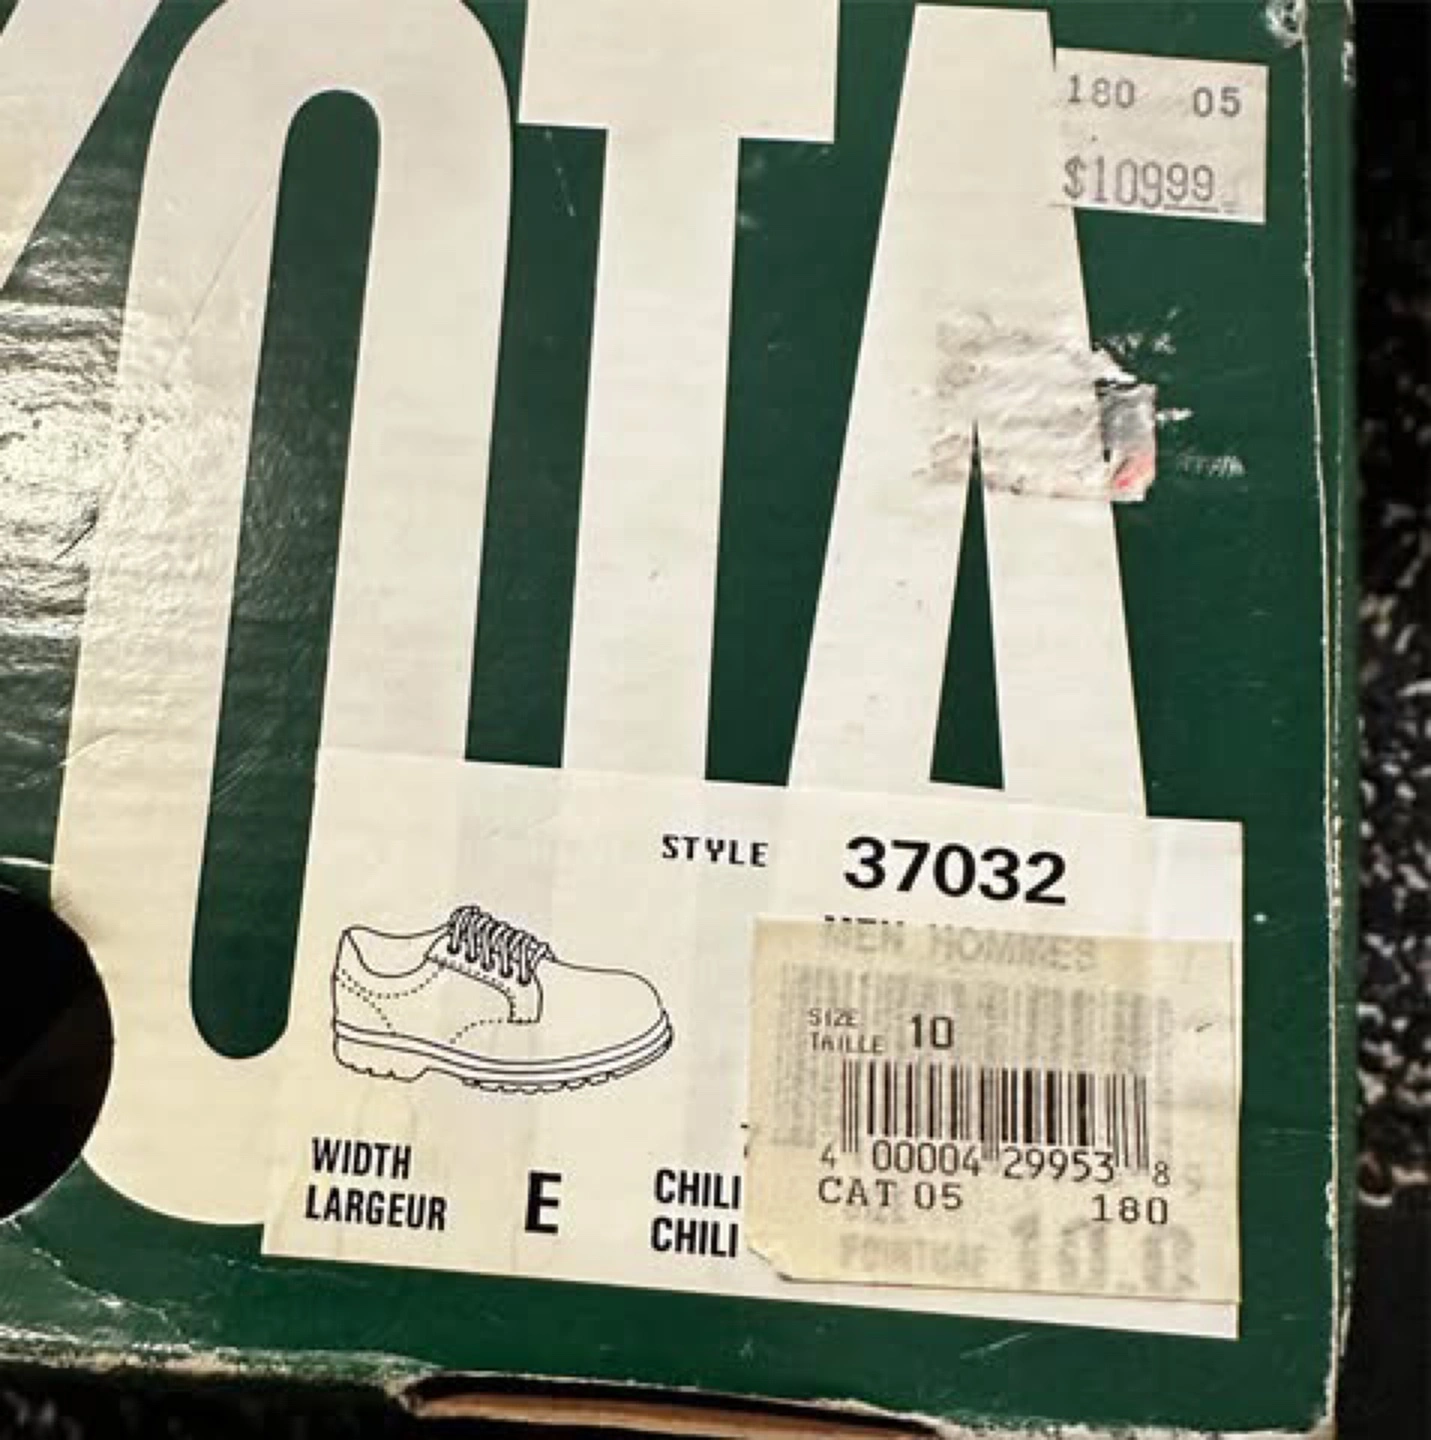 OTA
180 05
$109.99
STYLE 37032
MEN HOMMES
SIZE
TAILLE 10
4 00004 29953 8
CAT 05 180
WIDTH
LARGEUR
E
CHILI
CHILI
POINTURE